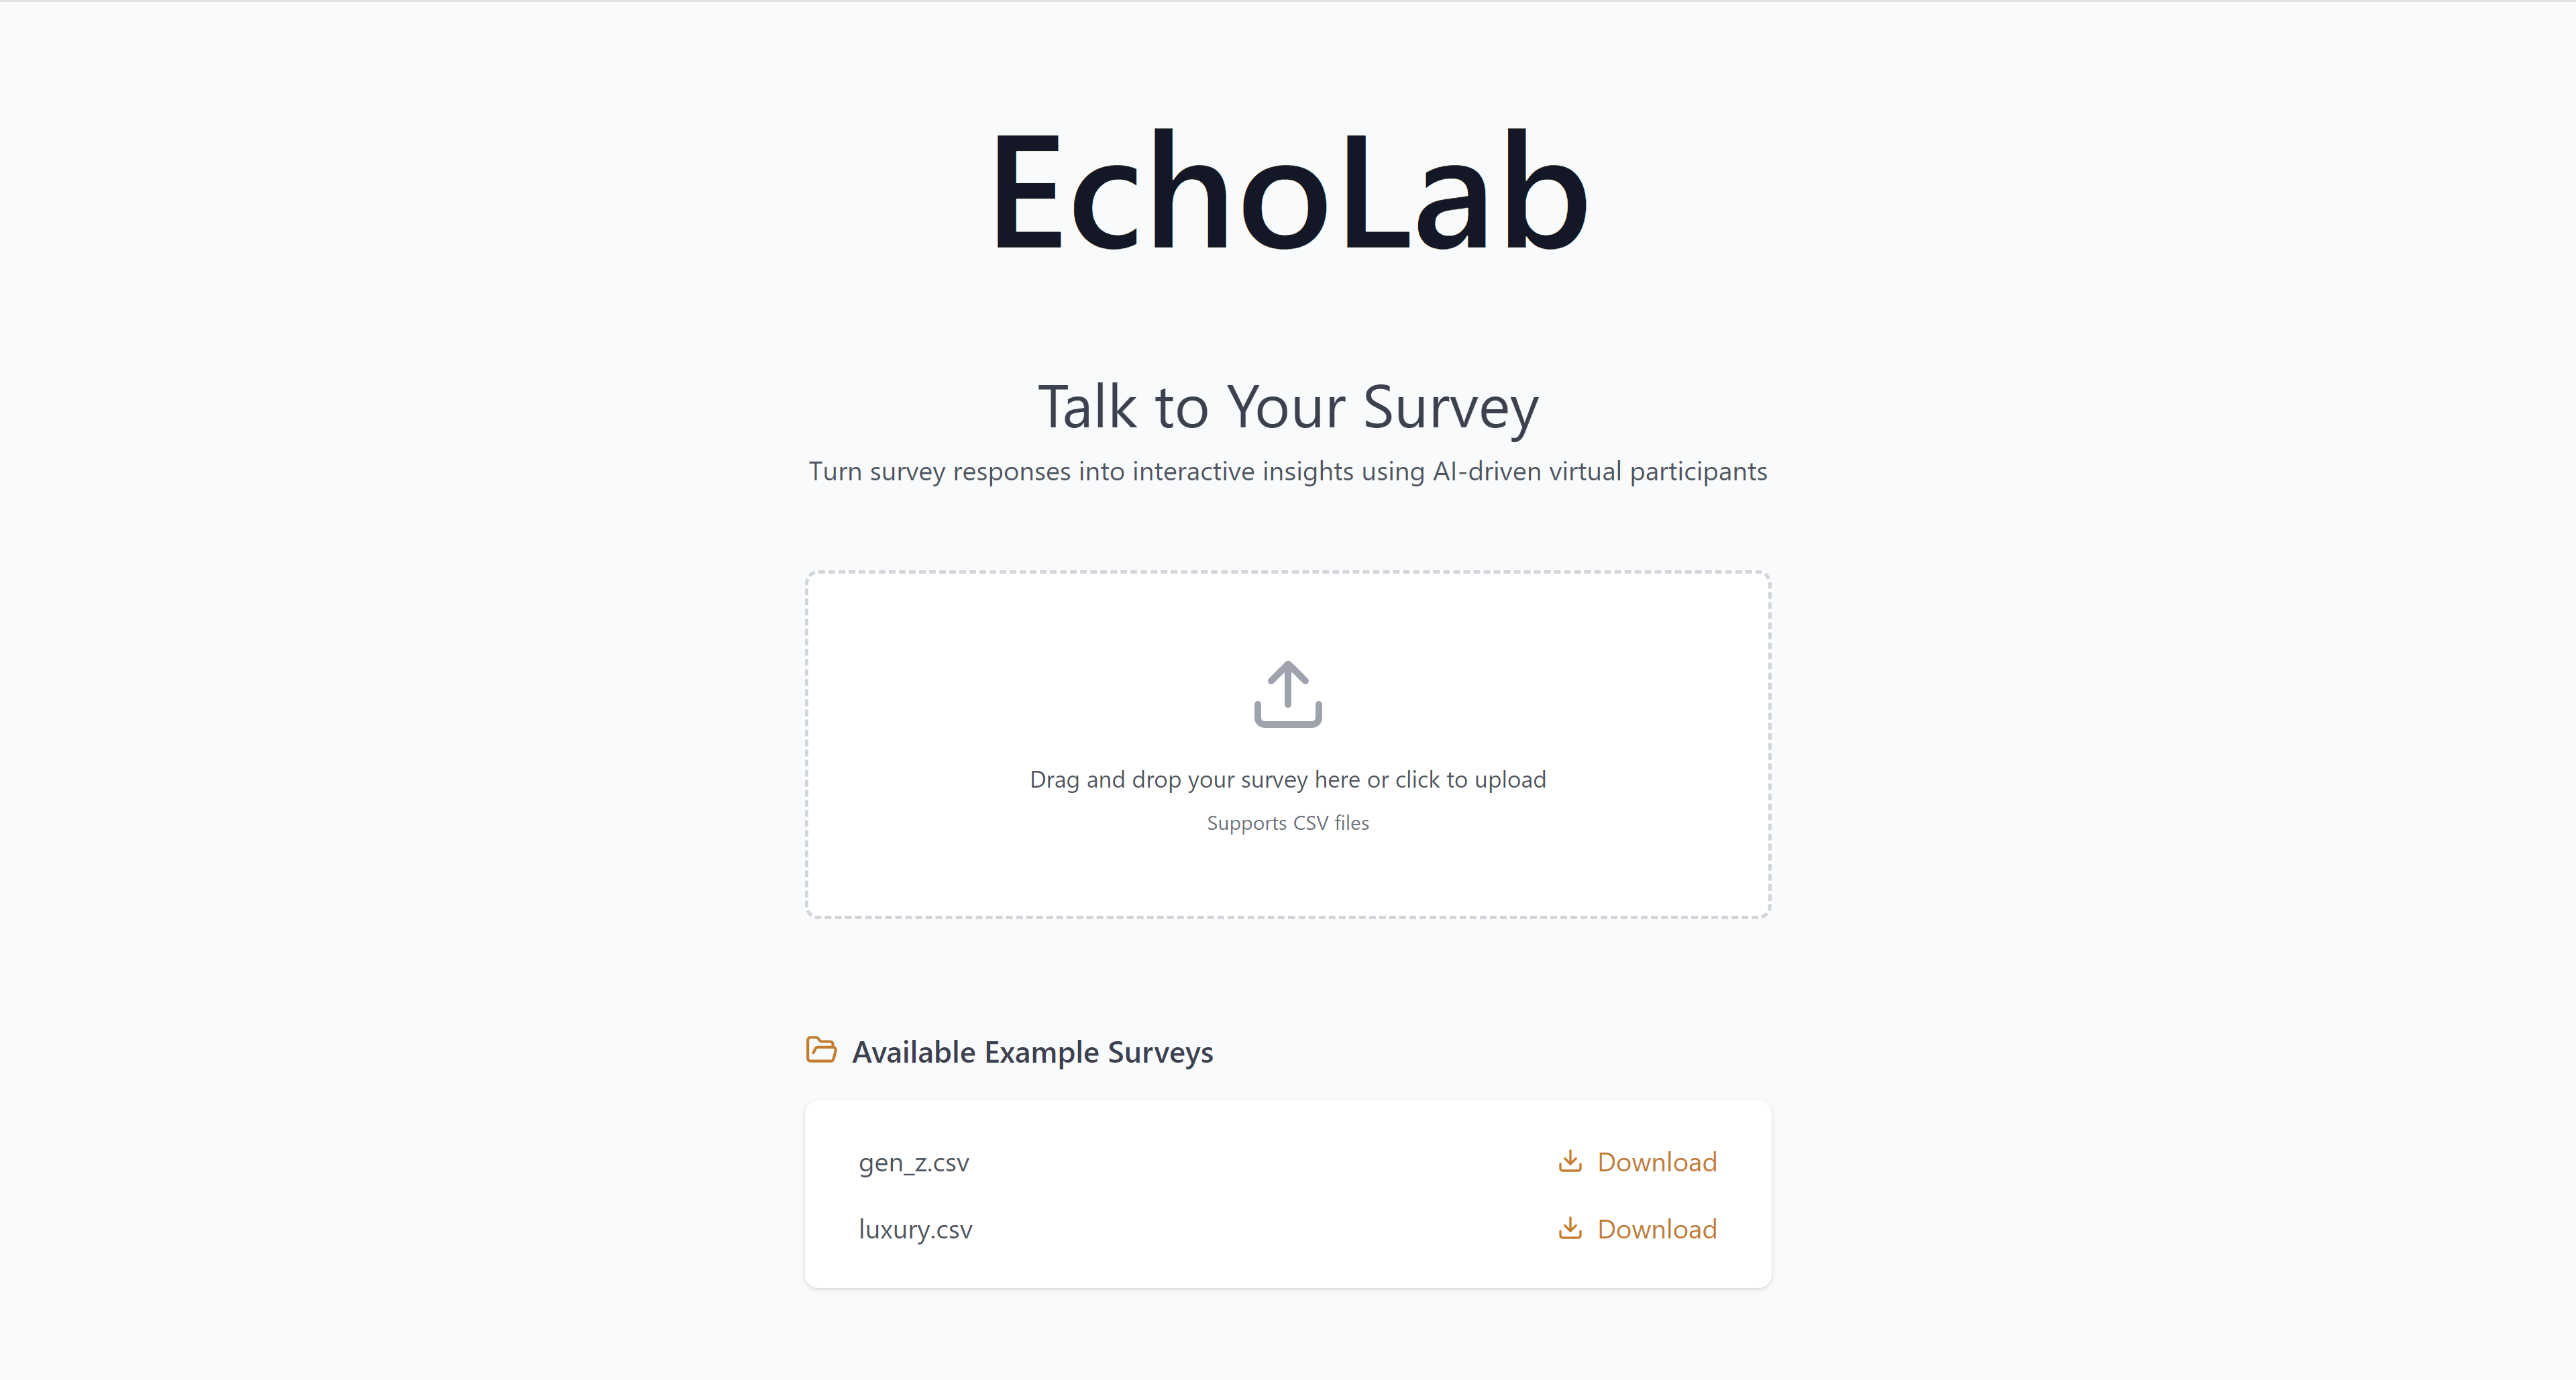 EchoLab
Talk to Your Survey
Turn survey responses into interactive insights using AI-driven virtual participants
Drag and drop your survey here or click to upload
Supports CSV files
Available Example Surveys
gen_z.csv Download
luxury.csv Download